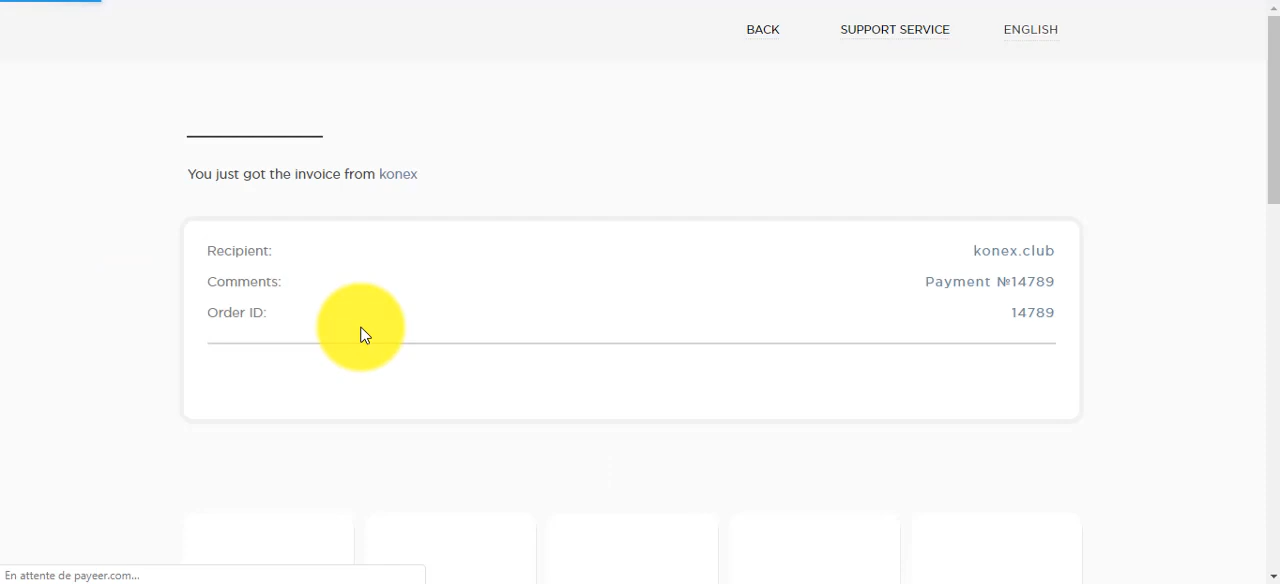 BACK SUPPORT SERVICE ENGLISH
You just got the invoice from konex
Recipient: konex.club
Comments: Payment №14789
Order ID: 14789
En attente de payeer.com...